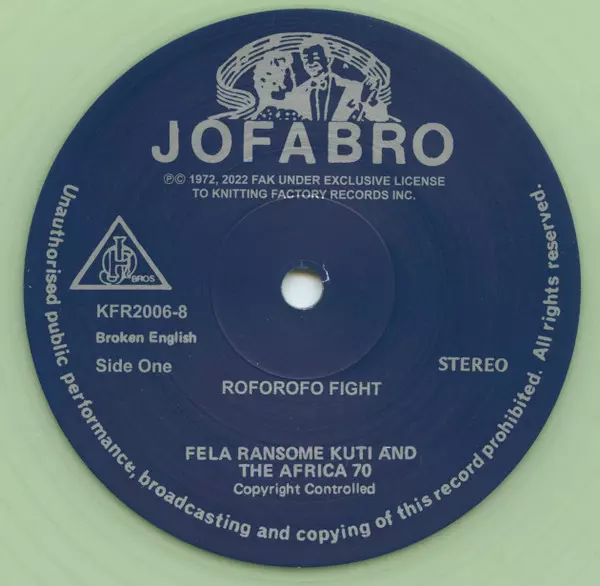 JOFABRO
℗© 1972, 2022 FAK UNDER EXCLUSIVE LICENSE
TO KNITTING FACTORY RECORDS INC.
BROS
KFR2006-8
Broken English
Side One
STEREO
ROFOROFO FIGHT
FELA RANSOME KUTI AND
THE AFRICA 70
Copyright Controlled
Unauthorised public performance, broadcasting and copying of this record prohibited. All rights reserved.